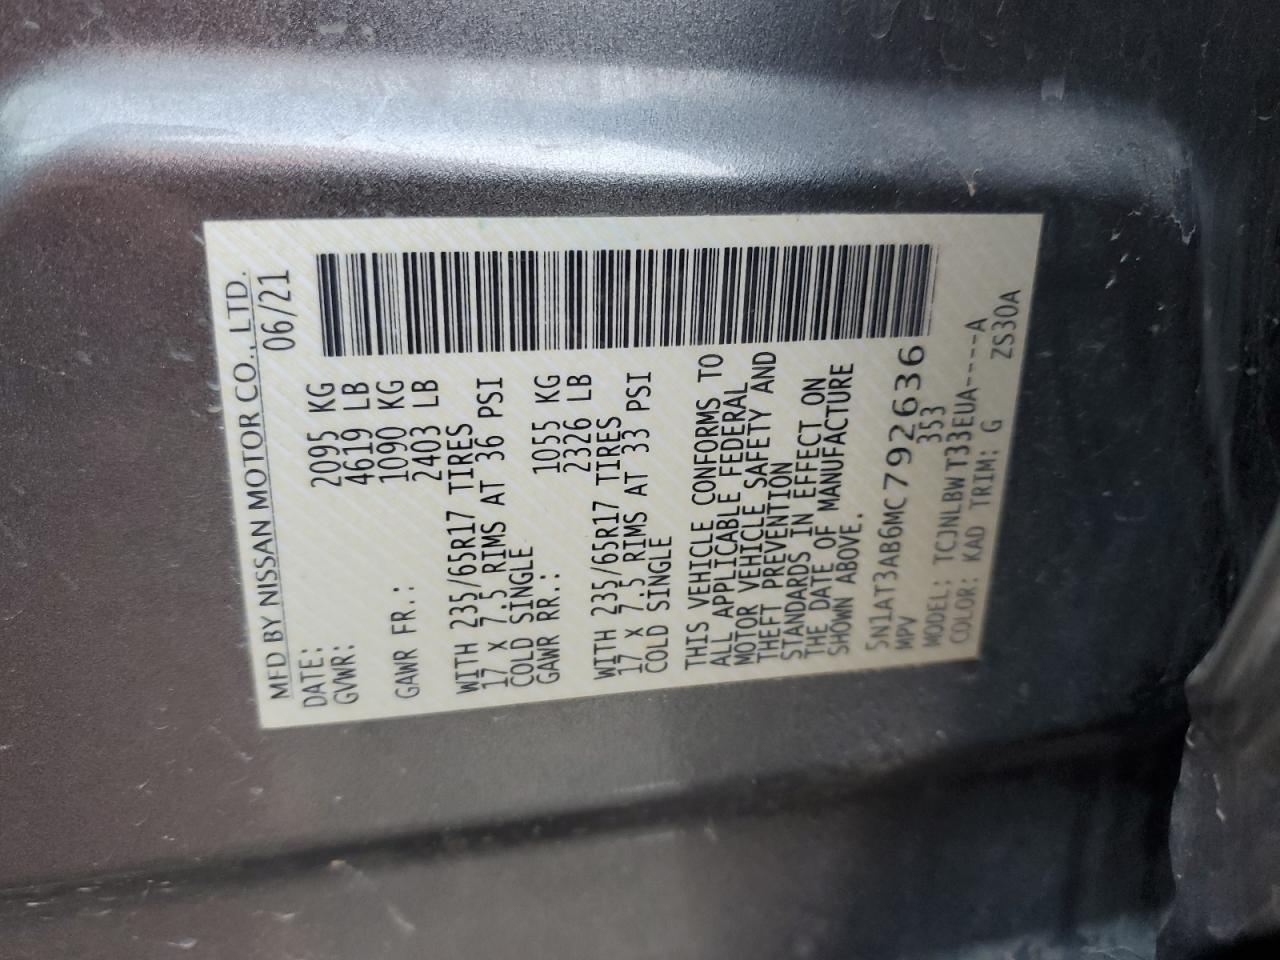 MFD BY NISSAN MOTOR CO., LTD.
DATE: 06/21
GVWR: 2095 KG
4619 LB
GAWR FR.: 1090 KG
2403 LB
WITH 235/65R17 TIRES
17 X 7.5 RIMS AT 36 PSI
COLD SINGLE
GAWR RR.: 1055 KG
2326 LB
WITH 235/65R17 TIRES
17 X 7.5 RIMS AT 33 PSI
COLD SINGLE
THIS VEHICLE CONFORMS TO
ALL APPLICABLE FEDERAL
MOTOR VEHICLE SAFETY AND
THEFT PREVENTION
STANDARDS IN EFFECT ON
THE DATE OF MANUFACTURE
SHOWN ABOVE.
5N1AT3AB6MC792636
MPV 353
MODEL: TCJNLBWT33EUA----A
COLOR: KAD TRIM: G ZS30A